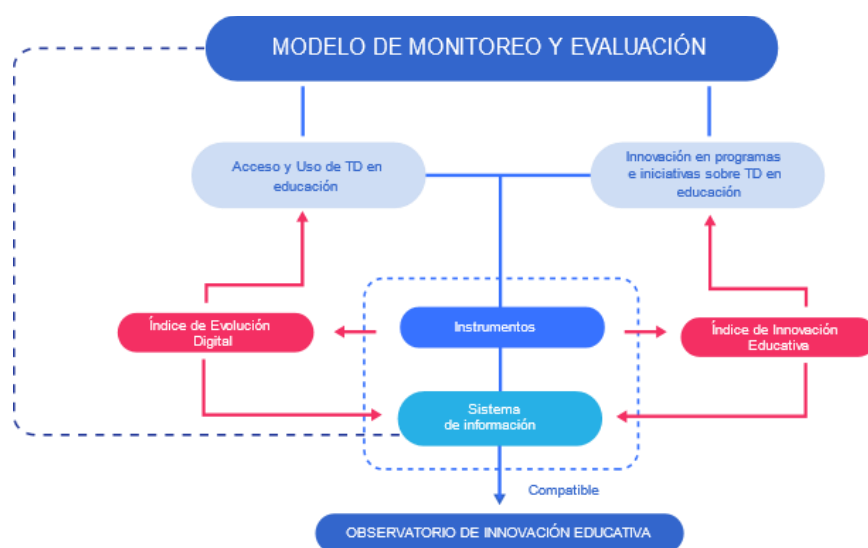 MODELO DE MONITOREO Y EVALUACIÓN
Acceso y Uso de TD en
educación
Innovación en programas
e iniciativas sobre TD en
educación
Índice de Evolución
Digital
Instrumentos
Índice de Innovación
Educativa
Sistema
de información
Compatible
OBSERVATORIO DE INNOVACIÓN EDUCATIVA